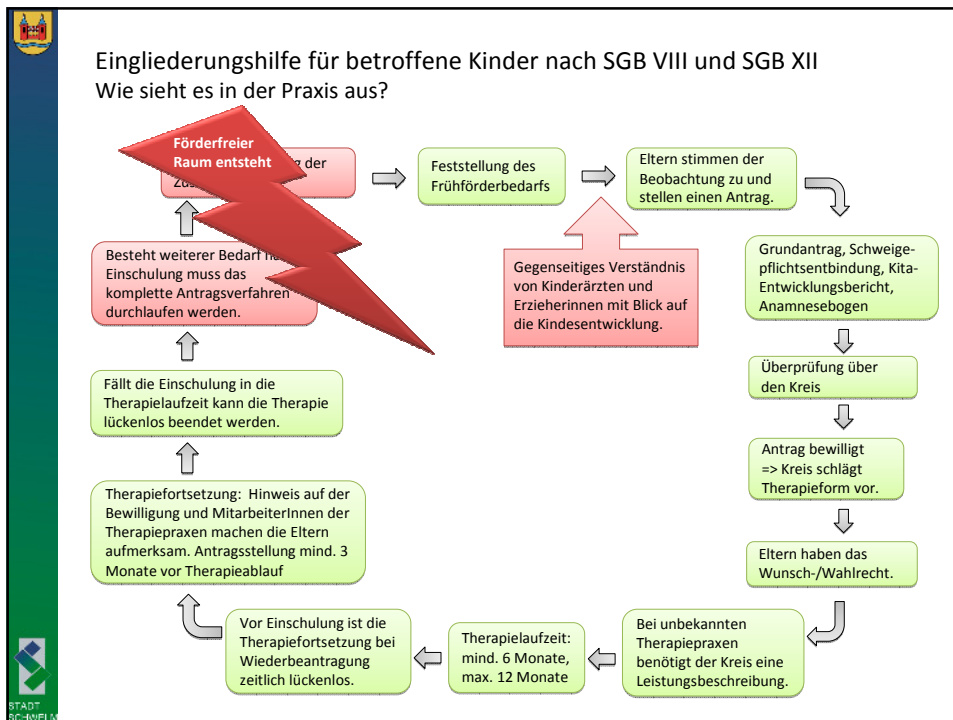 Eingliederungshilfe für betroffene Kinder nach SGB VIII und SGB XII
Wie sieht es in der Praxis aus?
Förderfreier
Raum entsteht
der
Feststellung des
Frühförderbedarfs
Eltern stimmen der
Beobachtung zu und
stellen einen Antrag.
Grundantrag, Schweige-
pflichtsentbindung, Kita-
Entwicklungsbericht,
Anamnesebogen
Gegenseitiges Verständnis
von Kinderärzten und
Erzieherinnen mit Blick auf
die Kindesentwicklung.
Überprüfung über
den Kreis
Antrag bewilligt
=> Kreis schlägt
Therapieform vor.
Eltern haben das
Wunsch-/Wahlrecht.
Bei unbekannten
Therapiepraxen
benötigt der Kreis eine
Leistungsbeschreibung.
Therapielaufzeit:
mind. 6 Monate,
max. 12 Monate
Vor Einschulung ist die
Therapiefortsetzung bei
Wiederbeantragung
zeitlich lückenlos.
Therapiefortsetzung: Hinweis auf der
Bewilligung und MitarbeiterInnen der
Therapiepraxen machen die Eltern
aufmerksam. Antragsstellung mind. 3
Monate vor Therapieablauf
Fällt die Einschulung in die
Therapielaufzeit kann die Therapie
lückenlos beendet werden.
Besteht weiterer Bedarf
Einschulung muss das
komplette Antragsverfahren
durchlaufen werden.
STADT
SCHWELM